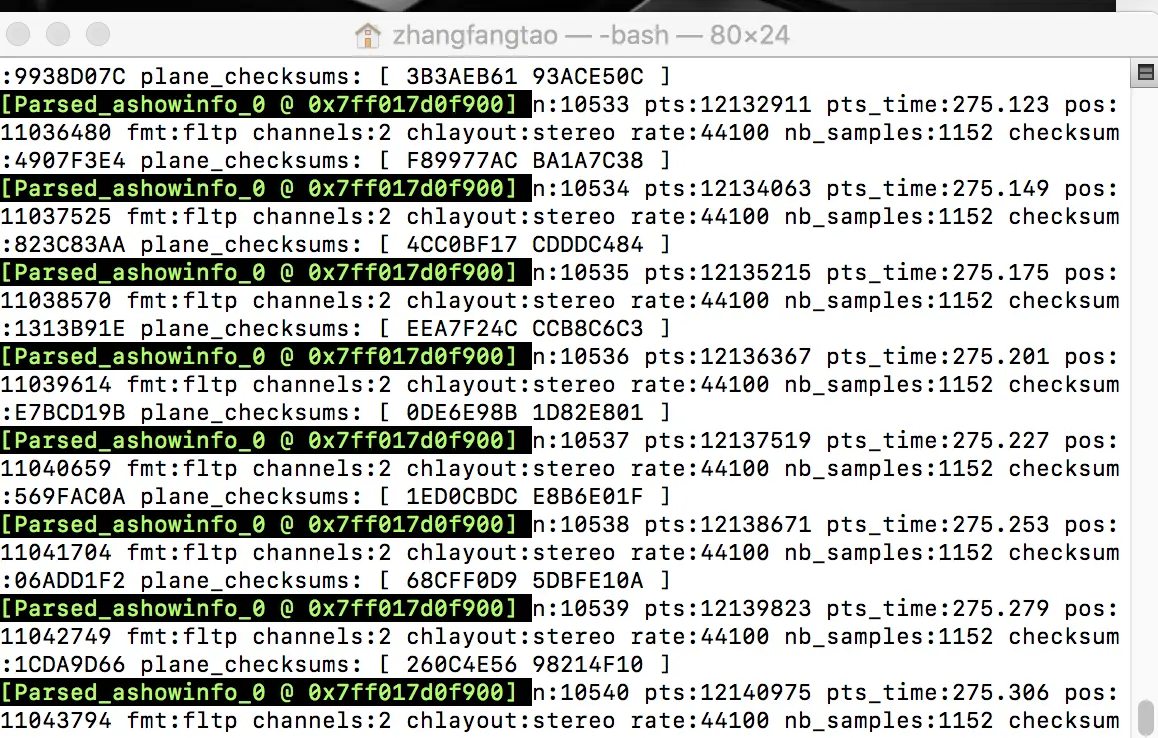 zhangfangtao — -bash — 80×24
:9938D07C plane_checksums: [ 3B3AEB61 93ACE50C ]
[Parsed_ashowinfo_0 @ 0x7ff017d0f900] n:10533 pts:12132911 pts_time:275.123 pos:
11036480 fmt:fltp channels:2 chlayout:stereo rate:44100 nb_samples:1152 checksum
:4907F3E4 plane_checksums: [ F89977AC BA1A7C38 ]
[Parsed_ashowinfo_0 @ 0x7ff017d0f900] n:10534 pts:12134063 pts_time:275.149 pos:
11037525 fmt:fltp channels:2 chlayout:stereo rate:44100 nb_samples:1152 checksum
:823C83AA plane_checksums: [ 4CC0BF17 CDDDC484 ]
[Parsed_ashowinfo_0 @ 0x7ff017d0f900] n:10535 pts:12135215 pts_time:275.175 pos:
11038570 fmt:fltp channels:2 chlayout:stereo rate:44100 nb_samples:1152 checksum
:1313B91E plane_checksums: [ EEA7F24C CCB8C6C3 ]
[Parsed_ashowinfo_0 @ 0x7ff017d0f900] n:10536 pts:12136367 pts_time:275.201 pos:
11039614 fmt:fltp channels:2 chlayout:stereo rate:44100 nb_samples:1152 checksum
:E7BCD19B plane_checksums: [ 0DE6E98B 1D82E801 ]
[Parsed_ashowinfo_0 @ 0x7ff017d0f900] n:10537 pts:12137519 pts_time:275.227 pos:
11040659 fmt:fltp channels:2 chlayout:stereo rate:44100 nb_samples:1152 checksum
:569FAC0A plane_checksums: [ 1ED0CBDC E8B6E01F ]
[Parsed_ashowinfo_0 @ 0x7ff017d0f900] n:10538 pts:12138671 pts_time:275.253 pos:
11041704 fmt:fltp channels:2 chlayout:stereo rate:44100 nb_samples:1152 checksum
:06ADD1F2 plane_checksums: [ 68CFF0D9 5DBFE10A ]
[Parsed_ashowinfo_0 @ 0x7ff017d0f900] n:10539 pts:12139823 pts_time:275.279 pos:
11042749 fmt:fltp channels:2 chlayout:stereo rate:44100 nb_samples:1152 checksum
:1CDA9D66 plane_checksums: [ 260C4E56 98214F10 ]
[Parsed_ashowinfo_0 @ 0x7ff017d0f900] n:10540 pts:12140975 pts_time:275.306 pos:
11043794 fmt:fltp channels:2 chlayout:stereo rate:44100 nb_samples:1152 checksum